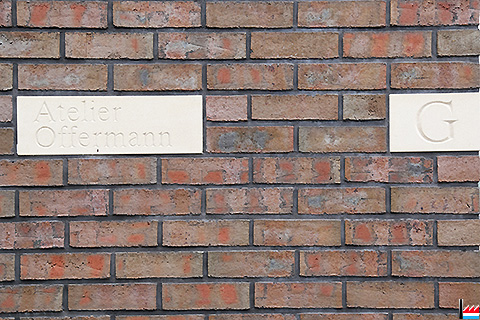 Atelier
Offermann
G